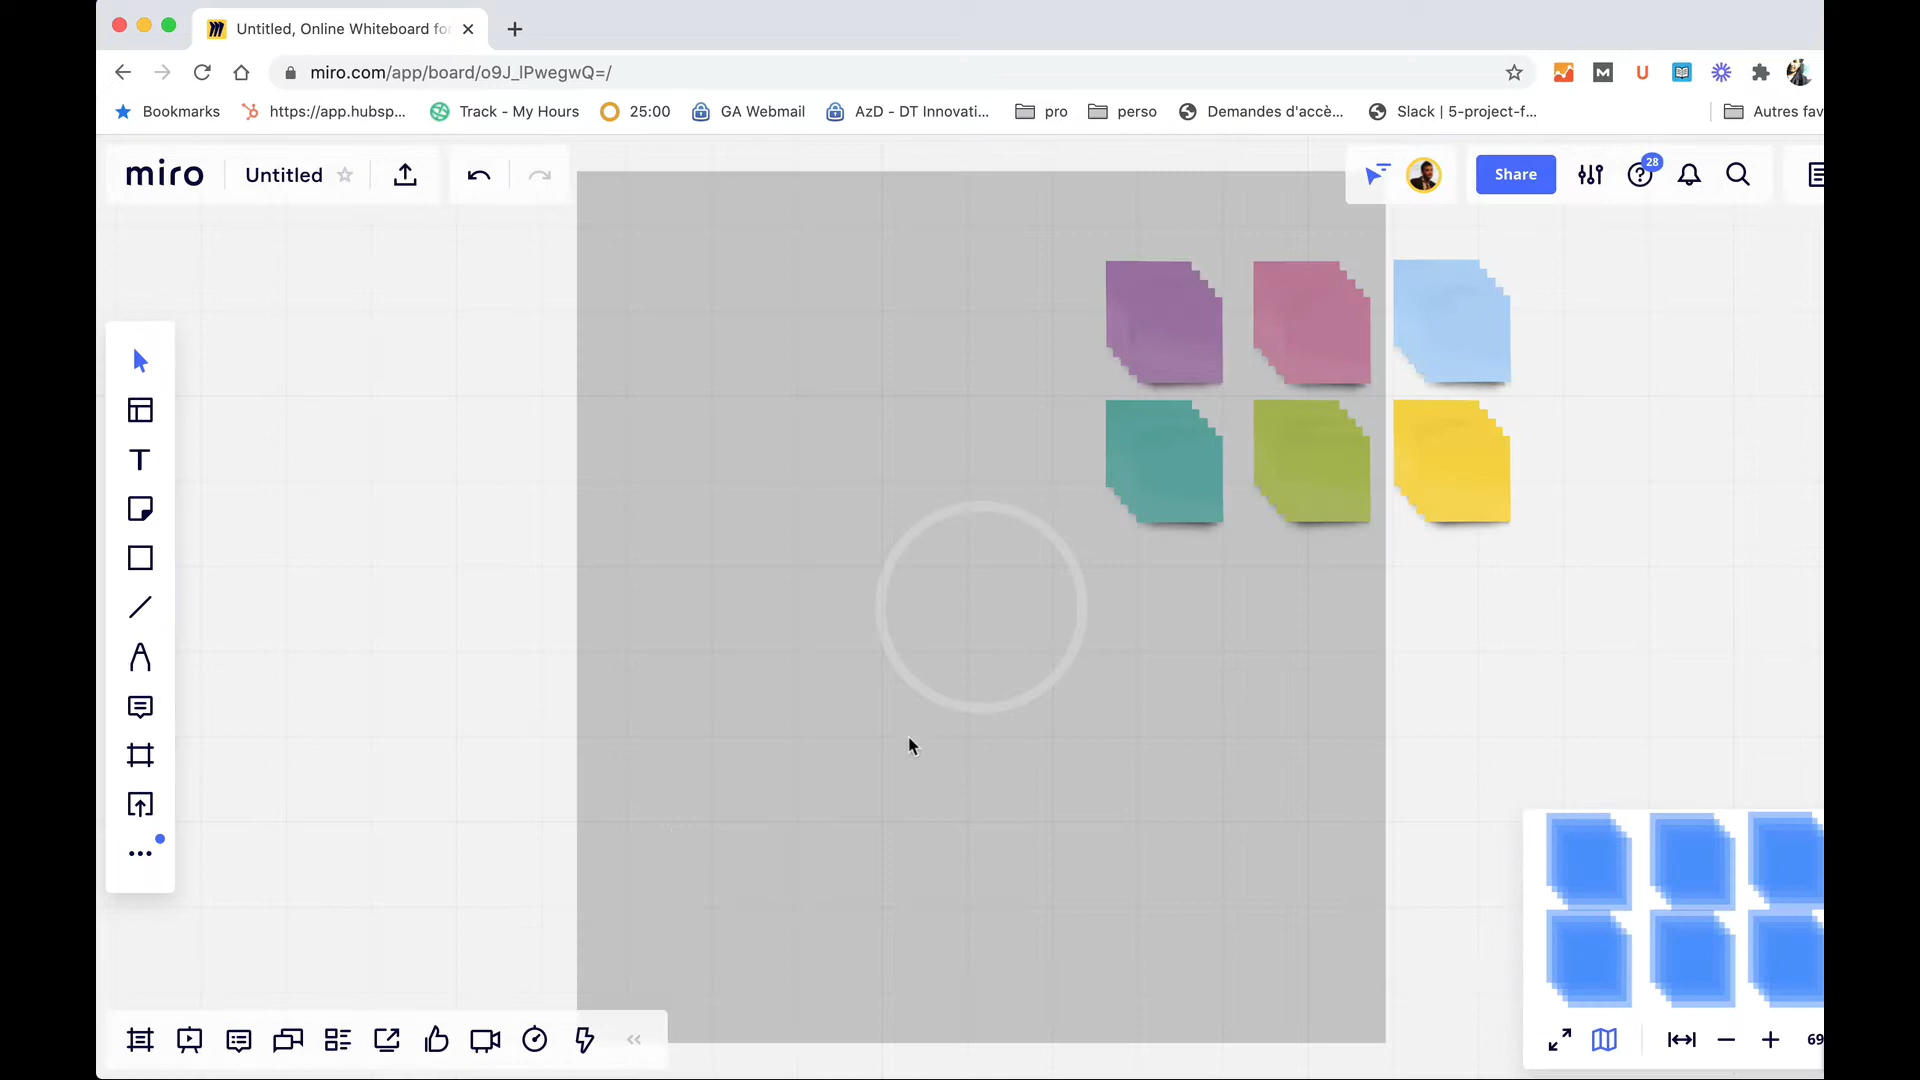 Untitled, Online Whiteboard fo
miro.com/app/board/o9J_lPwegwQ=/
Bookmarks https://app.hubsp... Track - My Hours 25:00 GA Webmail AzD - DT Innovati... pro perso Demandes d'accè... Slack | 5-project-f... Autres fav
miro Untitled Share 28
69